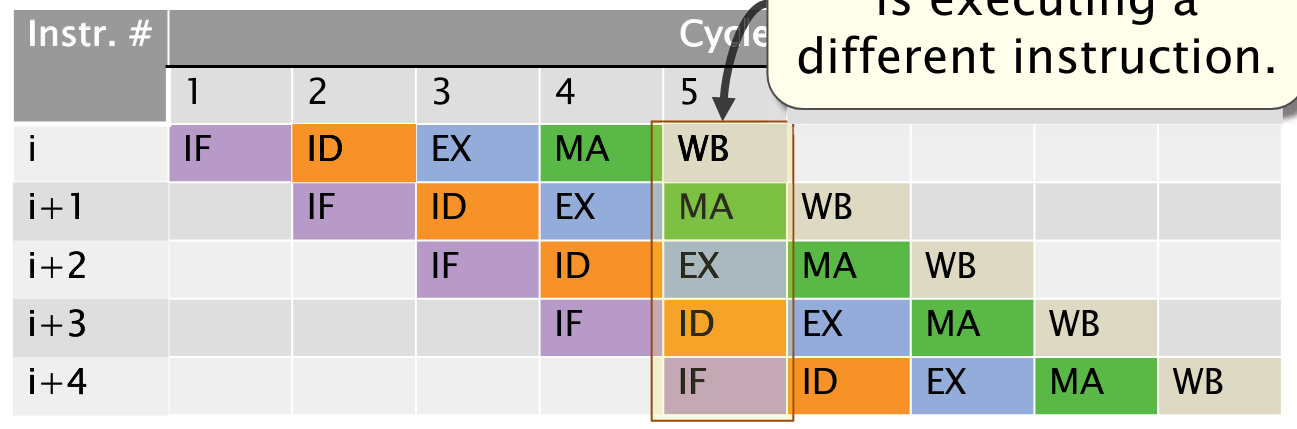 is executing a
different instruction.
Instr. # Cycle
1 2 3 4 5
i IF ID EX MA WB
i+1 IF ID EX MA WB
i+2 IF ID EX MA WB
i+3 IF ID EX MA WB
i+4 IF ID EX MA WB